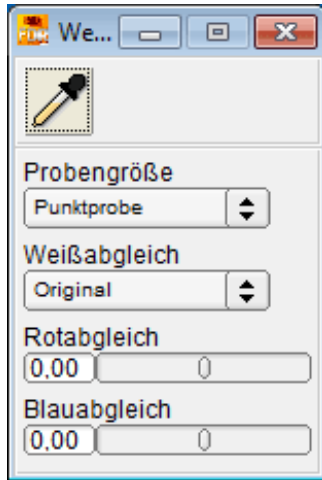 We...
Probengröße
Punktprobe
Weißabgleich
Original
Rotabgleich
0,00
Blauabgleich
0,00